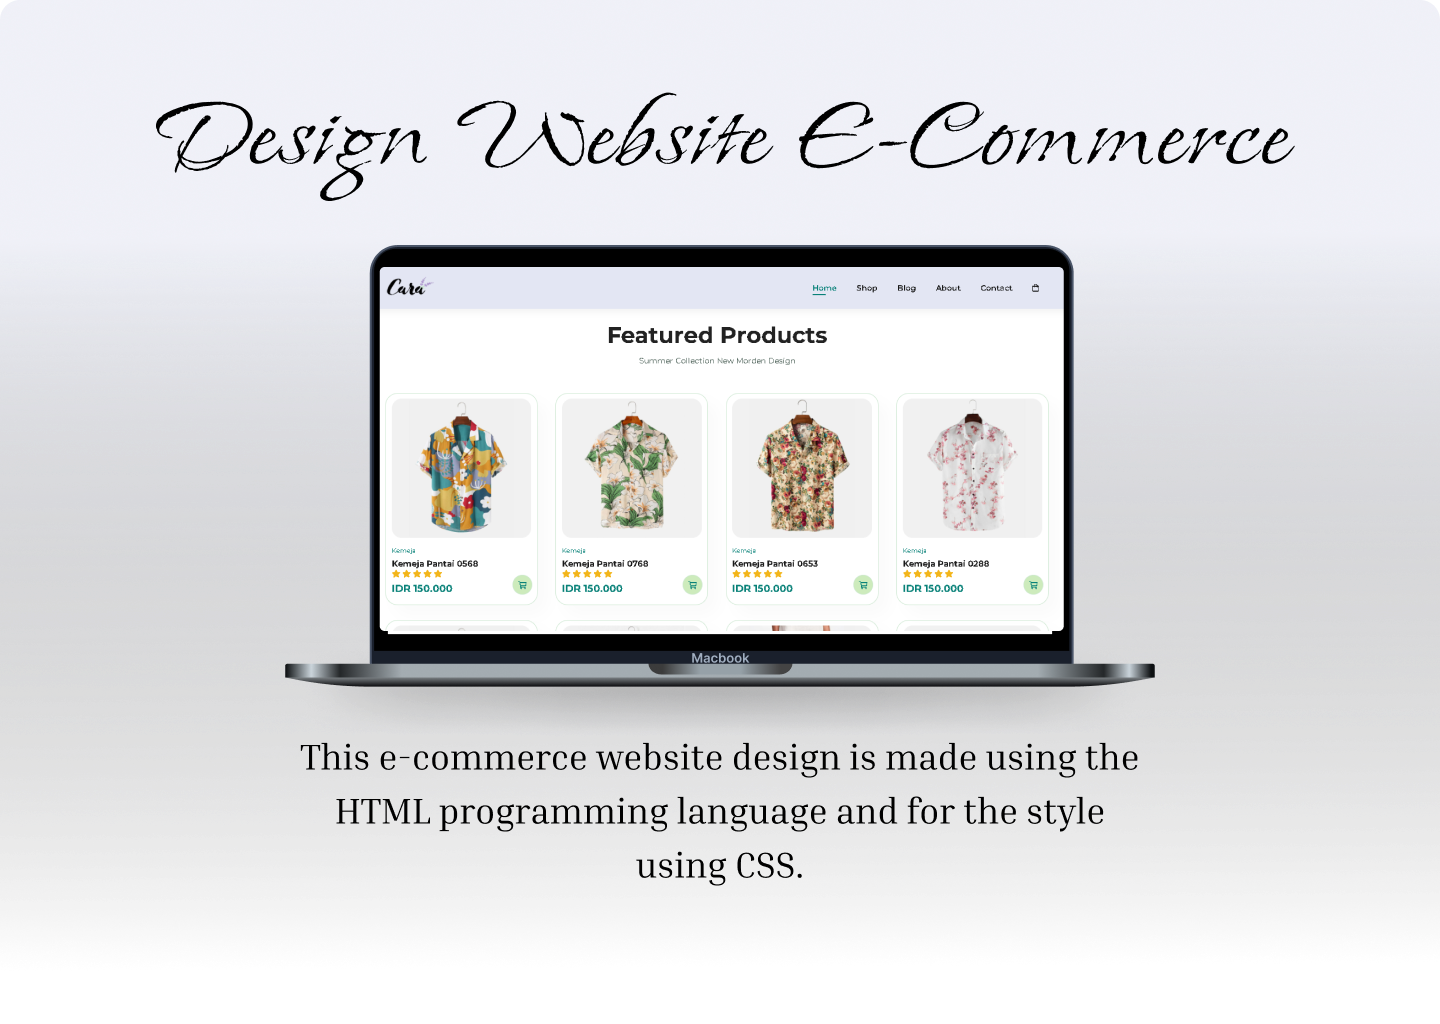 Design Website E-Commerce
Cara
Home Shop Blog About Contact
Featured Products
Summer Collection New Morden Design
Kemeja Kemeja Kemeja Kemeja
Kemeja Pantai 0568 Kemeja Pantai 0768 Kemeja Pantai 0653 Kemeja Pantai 0288
IDR 150.000 IDR 150.000 IDR 150.000 IDR 150.000
Macbook
This e-commerce website design is made using the
HTML programming language and for the style
using CSS.